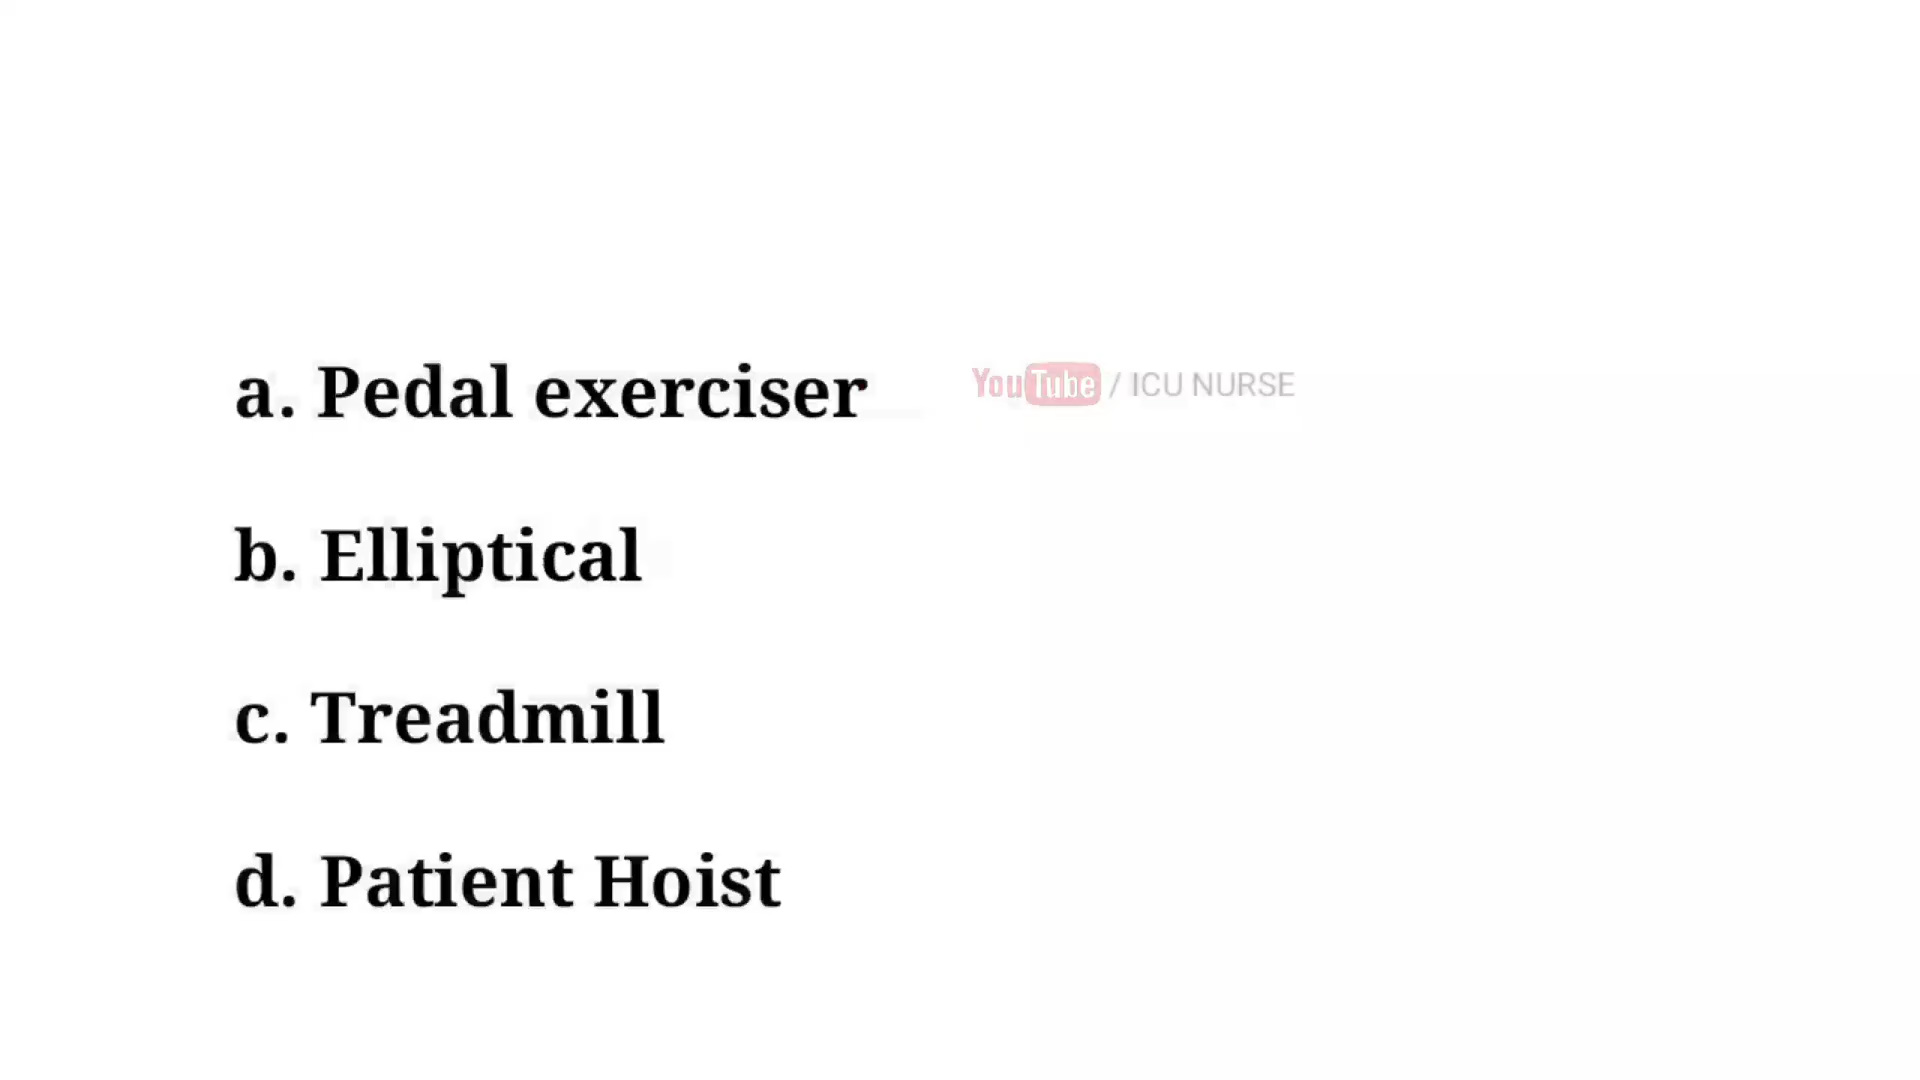 a. Pedal exerciser
YouTube / ICU NURSE
b. Elliptical
c. Treadmill
d. Patient Hoist